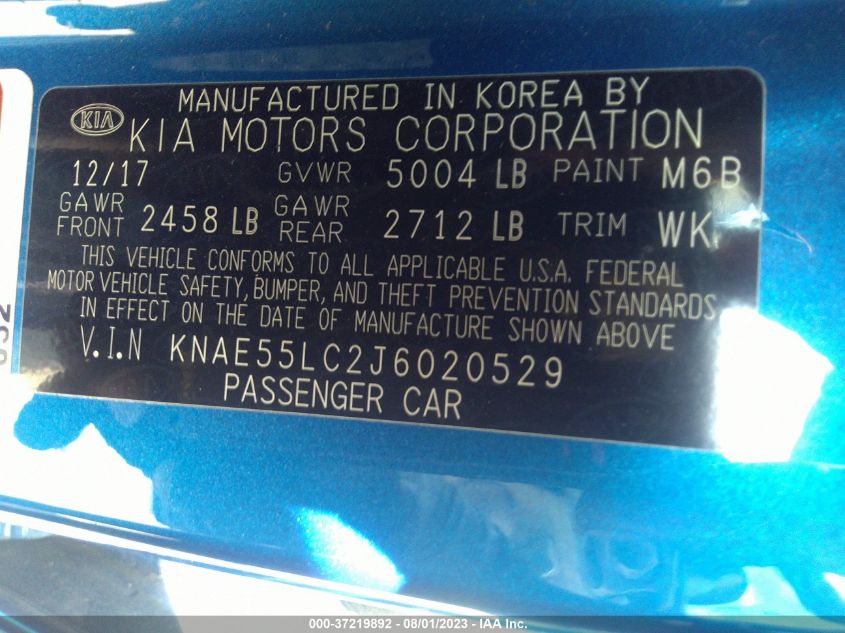 MANUFACTURED IN KOREA BY
KIA KIA MOTORS CORPORATION
12/17 GVWR 5004 LB PAINT M6B
GAWR FRONT 2458 LB GAWR REAR 2712 LB TRIM WK
THIS VEHICLE CONFORMS TO ALL APPLICABLE U.S.A. FEDERAL
MOTOR VEHICLE SAFETY, BUMPER, AND THEFT PREVENTION STANDARDS
IN EFFECT ON THE DATE OF MANUFACTURE SHOWN ABOVE
V.I.N KNAE55LC2J6020529
PASSENGER CAR
000-37219892 - 08/01/2023 - IAA Inc.